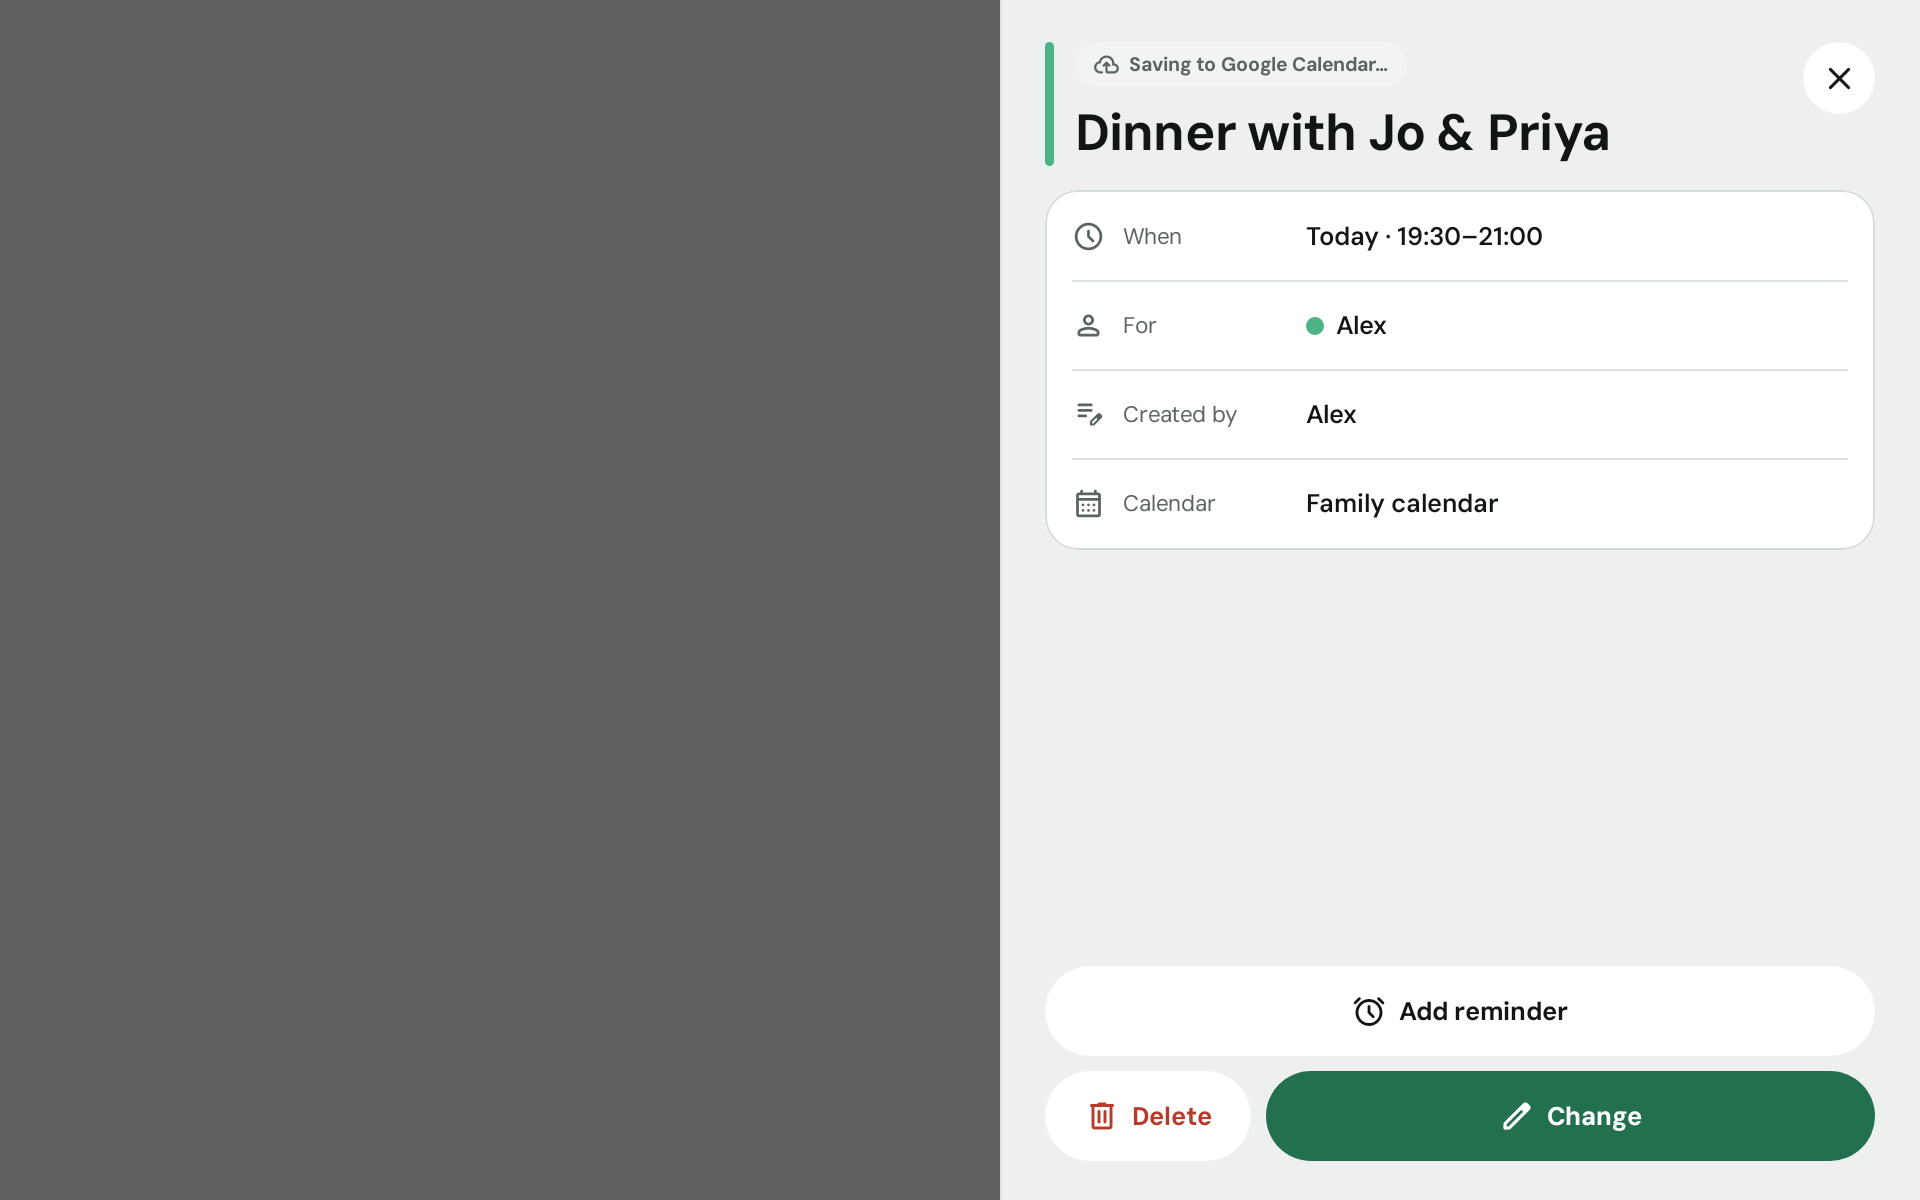 Saving to Google Calendar...
Dinner with Jo & Priya
When Today · 19:30–21:00
For Alex
Created by Alex
Calendar Family calendar
Add reminder
Delete Change